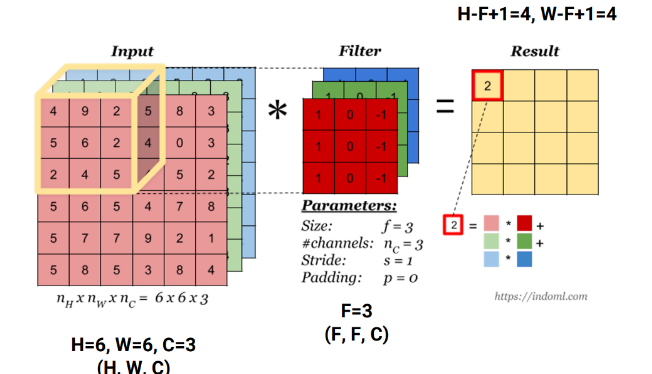 H-F+1=4, W-F+1=4
Input
Filter
Result
4 9 2 5 8 3
5 6 2 4 0 3
2 4 5 4 5 2
5 6 5 4 7 8
5 7 7 9 2 1
5 8 5 3 8 4
*
1 0
1 0 -1
1 0 -1
1 0 -1
=
2
n_H x n_W x n_C = 6 x 6 x 3
Parameters:
Size: f = 3
#channels: n_C = 3
Stride: s = 1
Padding: p = 0
2 = * +
* +
*
https://indoml.com
F=3
(F, F, C)
H=6, W=6, C=3
(H, W, C)